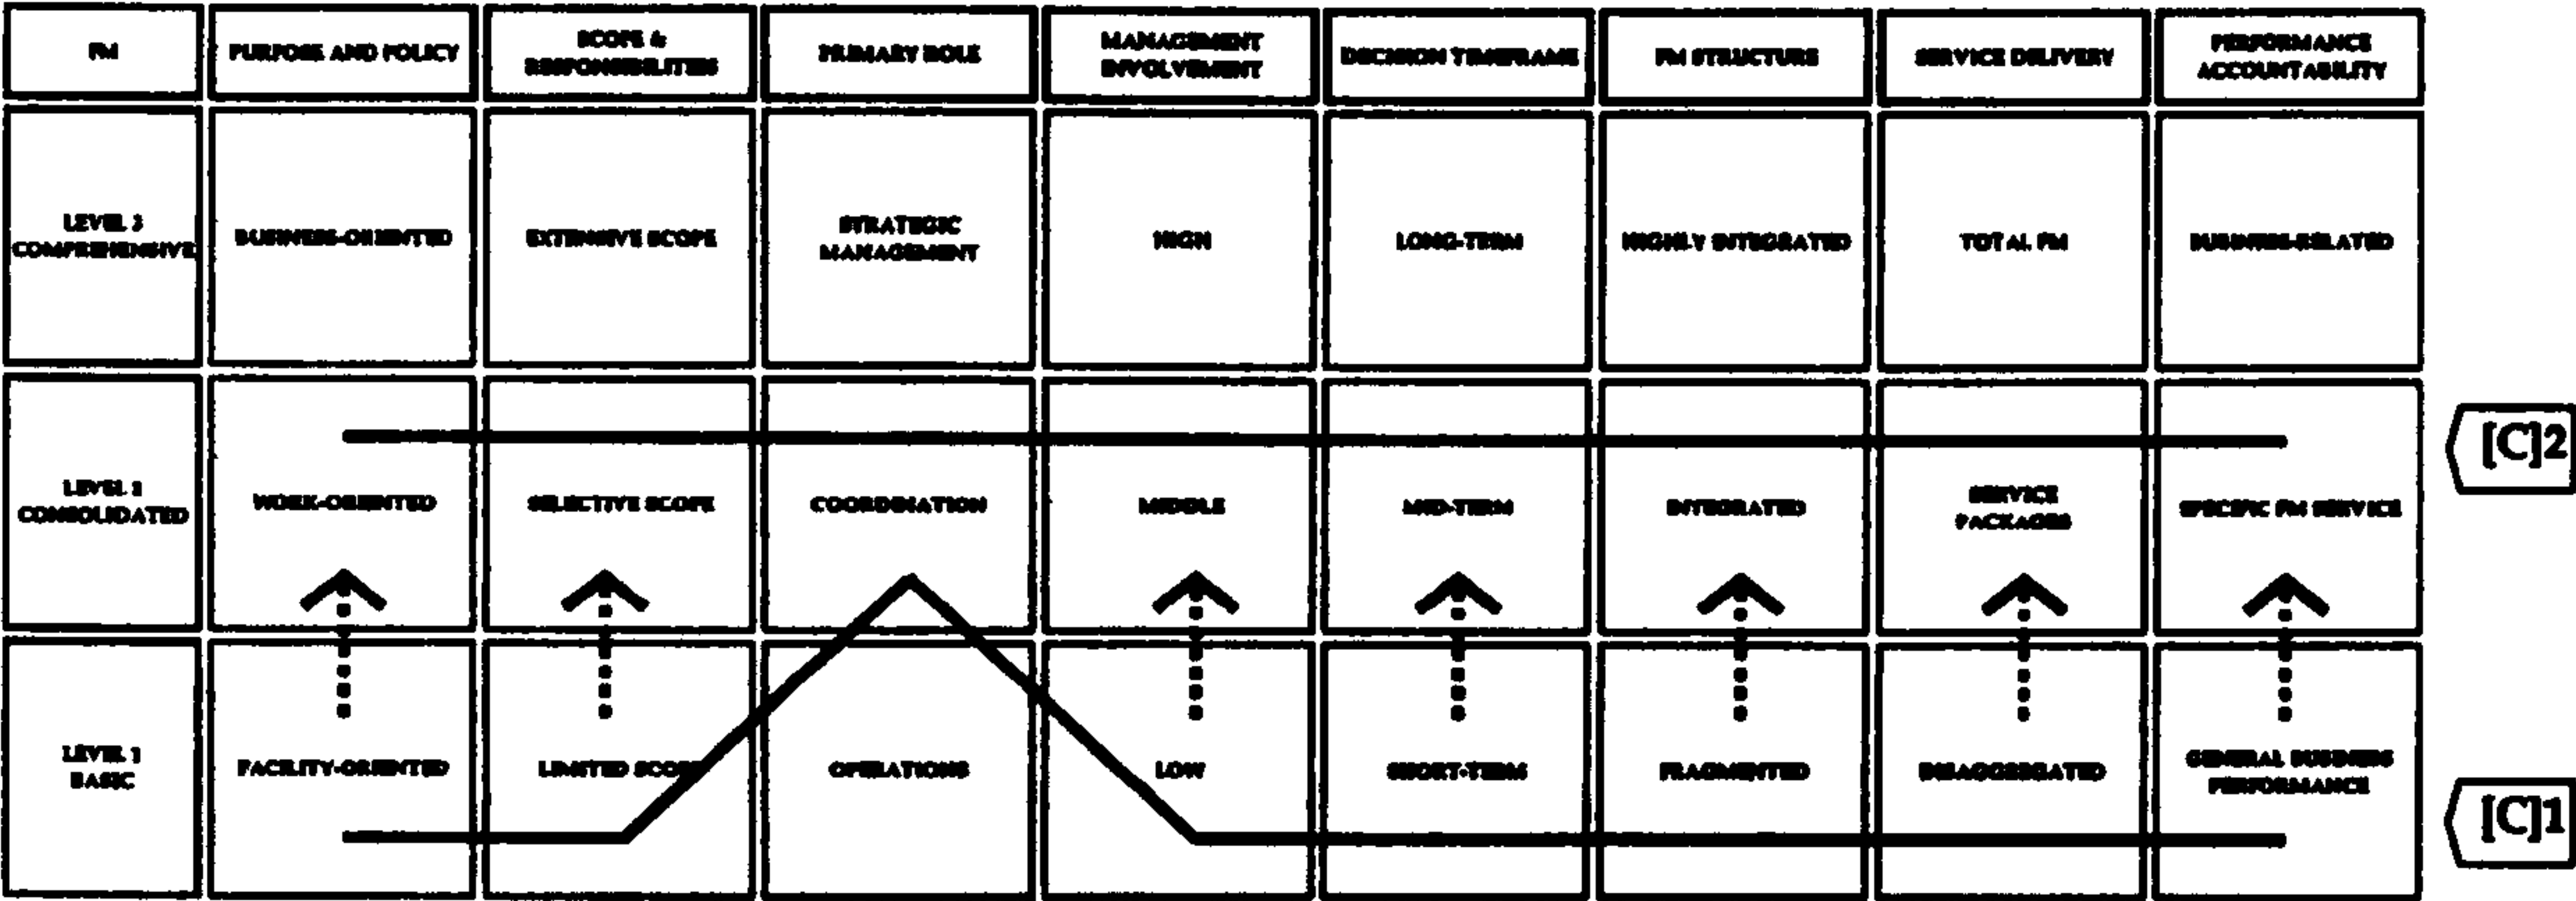 FM
PURPOSE AND POLICY
SCOPE &
RESPONSIBILITIES
PRIMARY ROLE
MANAGEMENT
INVOLVEMENT
DECISION TIMEFRAME
FM STRUCTURE
SERVICE DELIVERY
PERFORMANCE
ACCOUNTABILITY
LEVEL 3
COMPREHENSIVE
BUSINESS-ORIENTED
EXTENSIVE SCOPE
STRATEGIC
MANAGEMENT
HIGH
LONG-TERM
HIGHLY INTEGRATED
TOTAL FM
BUSINESS-RELATED
LEVEL 2
CONSOLIDATED
WORK-ORIENTED
SELECTIVE SCOPE
COORDINATION
MIDDLE
MID-TERM
INTEGRATED
SERVICE
PACKAGES
SPECIFIC FM SERVICE
[C]2
LEVEL 1
BASIC
FACILITY-ORIENTED
LIMITED SCOPE
OPERATIONS
LOW
SHORT-TERM
FRAGMENTED
DISAGGREGATED
GENERAL BUSINESS
PERFORMANCE
[C]1